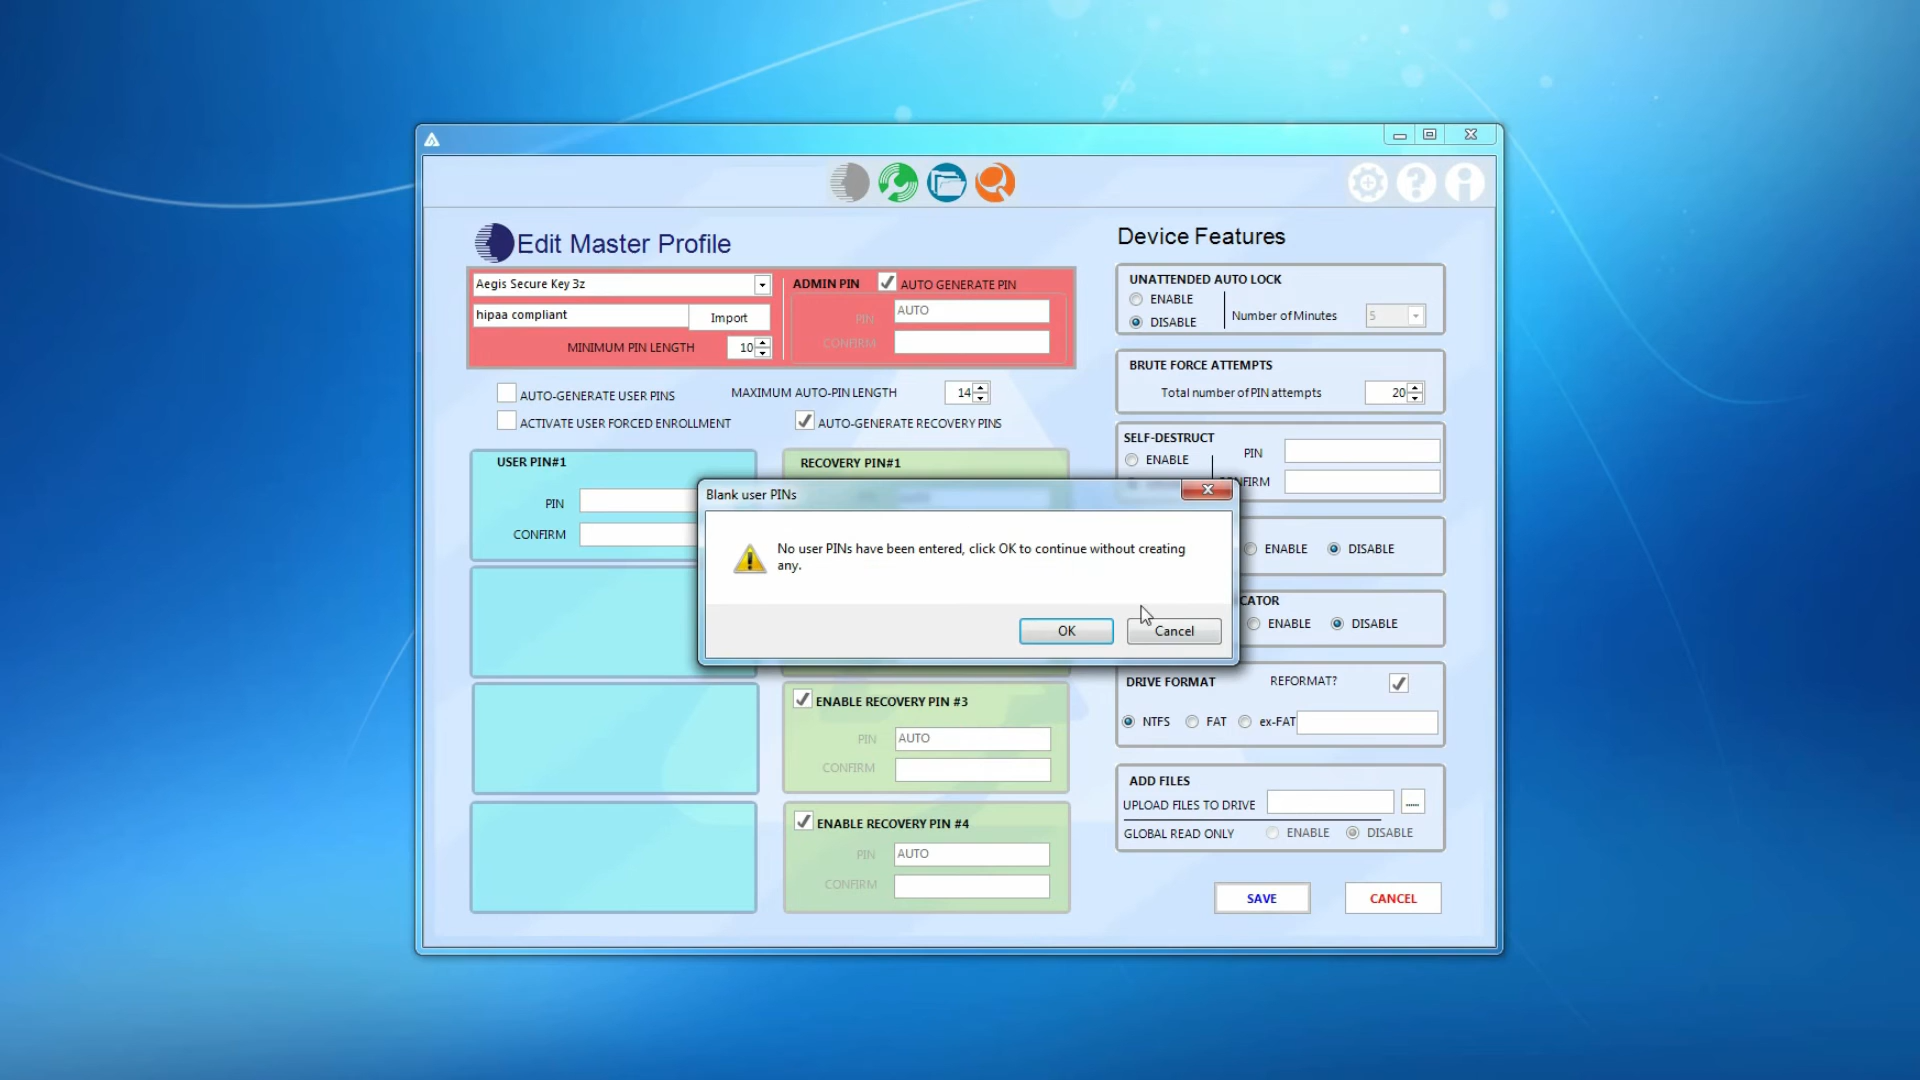 Edit Master Profile
Device Features
Aegis Secure Key 3z
ADMIN PIN
AUTO GENERATE PIN
hipaa compliant
Import
PIN
AUTO
CONFIRM
MINIMUM PIN LENGTH
10
AUTO-GENERATE USER PINS
MAXIMUM AUTO-PIN LENGTH
14
ACTIVATE USER FORCED ENROLLMENT
AUTO-GENERATE RECOVERY PINS
USER PIN#1
PIN
CONFIRM
RECOVERY PIN#1
Blank user PINs
No user PINs have been entered, click OK to continue without creating
any.
OK
Cancel
ENABLE RECOVERY PIN #3
PIN
AUTO
CONFIRM
ENABLE RECOVERY PIN #4
PIN
AUTO
CONFIRM
UNATTENDED AUTO LOCK
ENABLE
DISABLE
Number of Minutes
5
BRUTE FORCE ATTEMPTS
Total number of PIN attempts
20
SELF-DESTRUCT
ENABLE
PIN
ENABLE
DISABLE
ENABLE
DISABLE
DRIVE FORMAT
REFORMAT?
NTFS
FAT
ex-FAT
ADD FILES
UPLOAD FILES TO DRIVE
.....
GLOBAL READ ONLY
ENABLE
DISABLE
SAVE
CANCEL